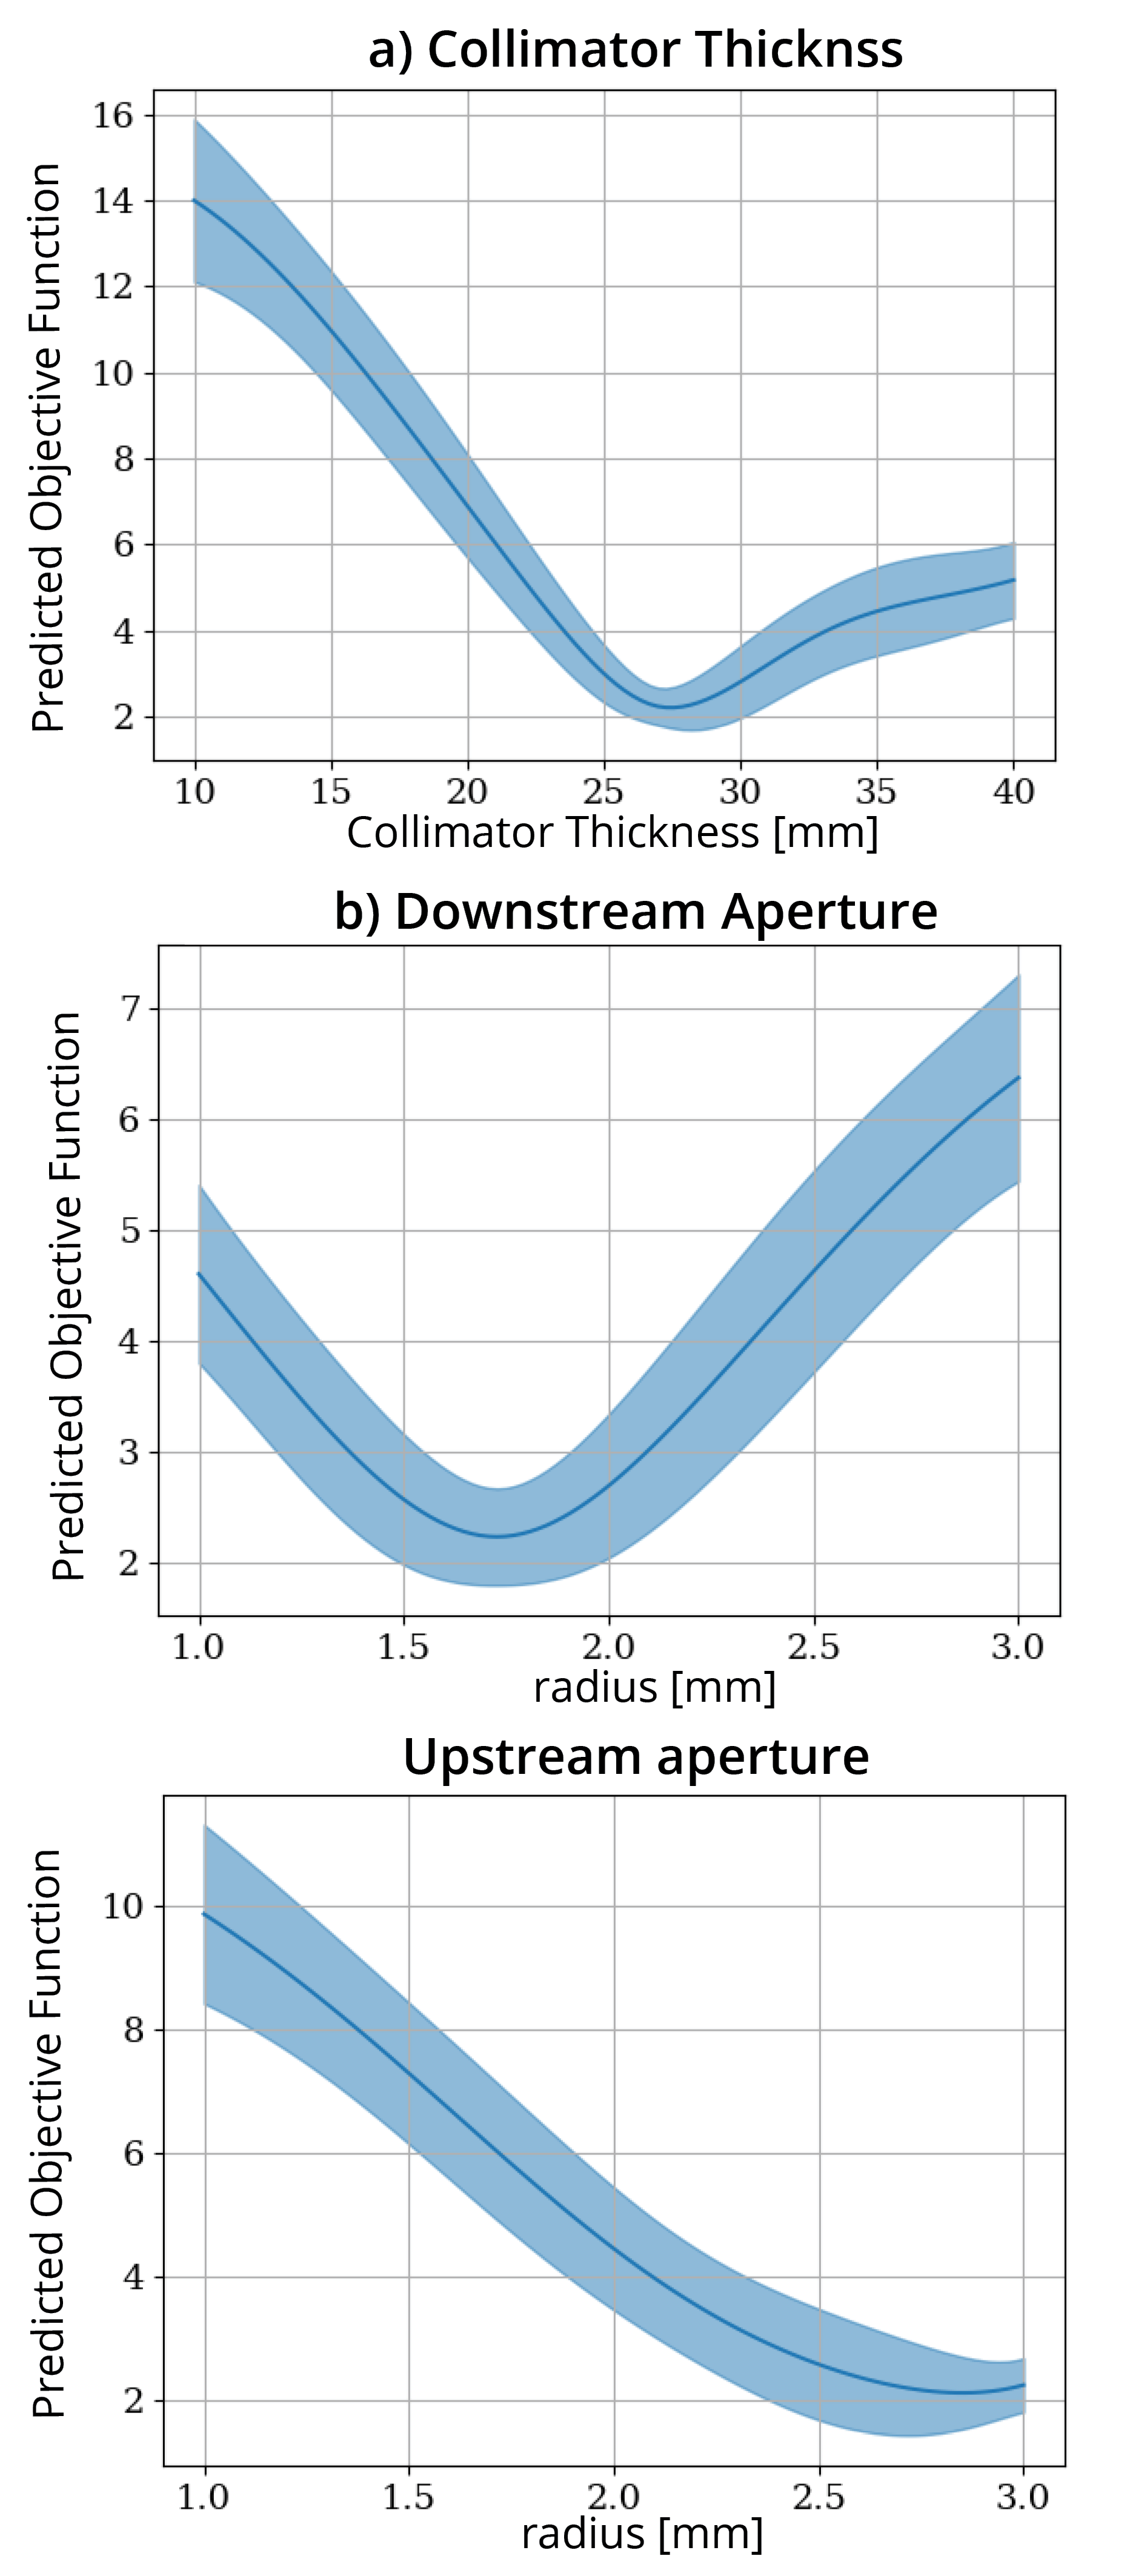 a) Collimator Thicknss
Predicted Objective Function
16
14
12
10
8
6
4
2
10 15 20 25 30 35 40
Collimator Thickness [mm]
b) Downstream Aperture
Predicted Objective Function
7
6
5
4
3
2
1.0 1.5 2.0 2.5 3.0
radius [mm]
Upstream aperture
Predicted Objective Function
10
8
6
4
2
1.0 1.5 2.0 2.5 3.0
radius [mm]